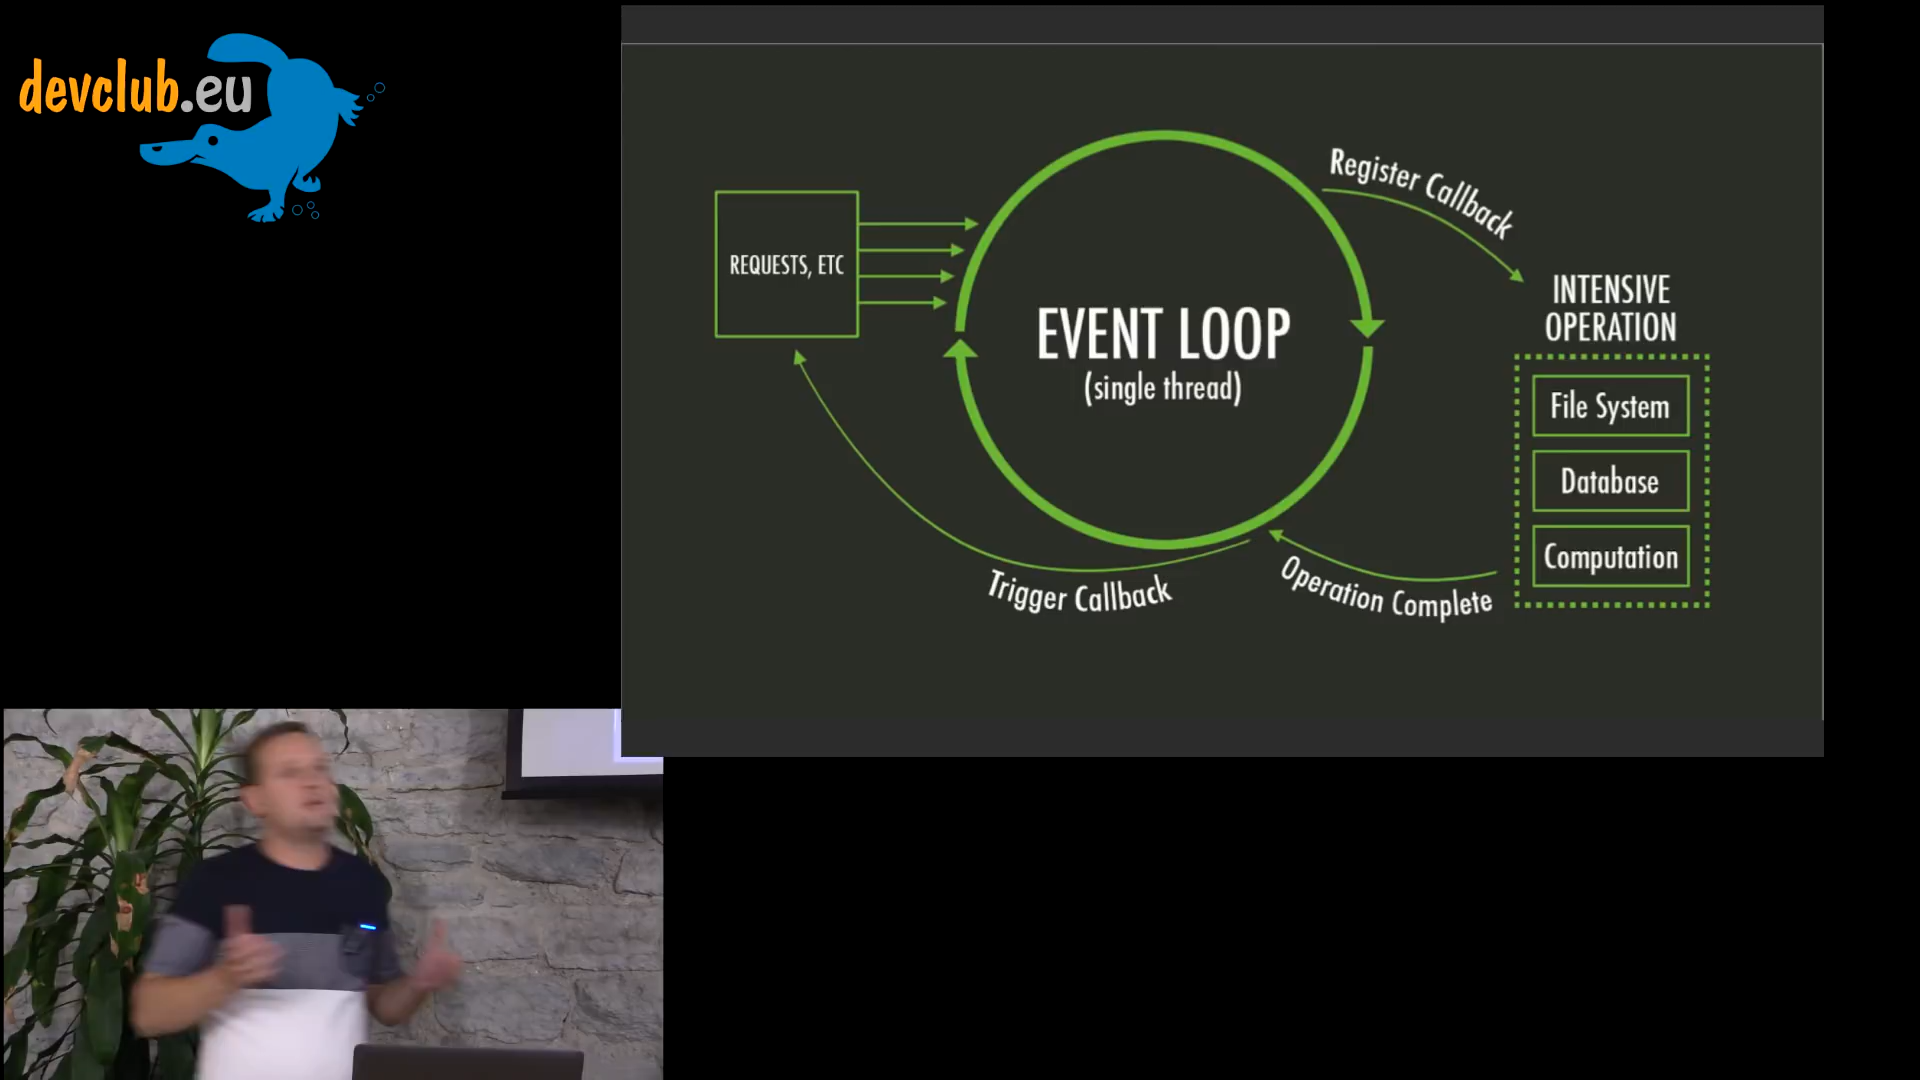 devclub.eu
Register Callback
REQUESTS, ETC
EVENT LOOP
(single thread)
INTENSIVE
OPERATION
File System
Database
Computation
Operation Complete
Trigger Callback